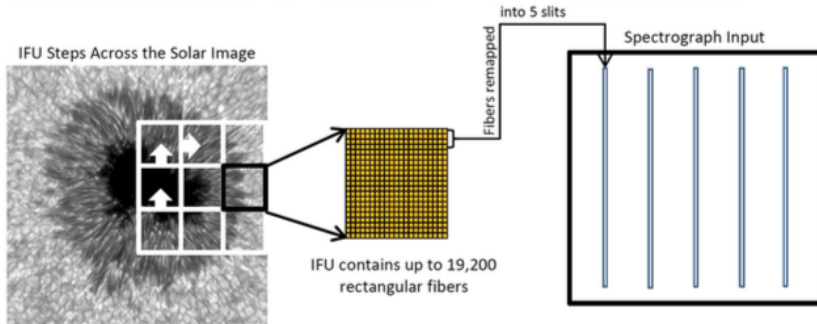 IFU Steps Across the Solar Image
IFU contains up to 19,200
rectangular fibers
Fibers remapped
into 5 slits
Spectrograph Input